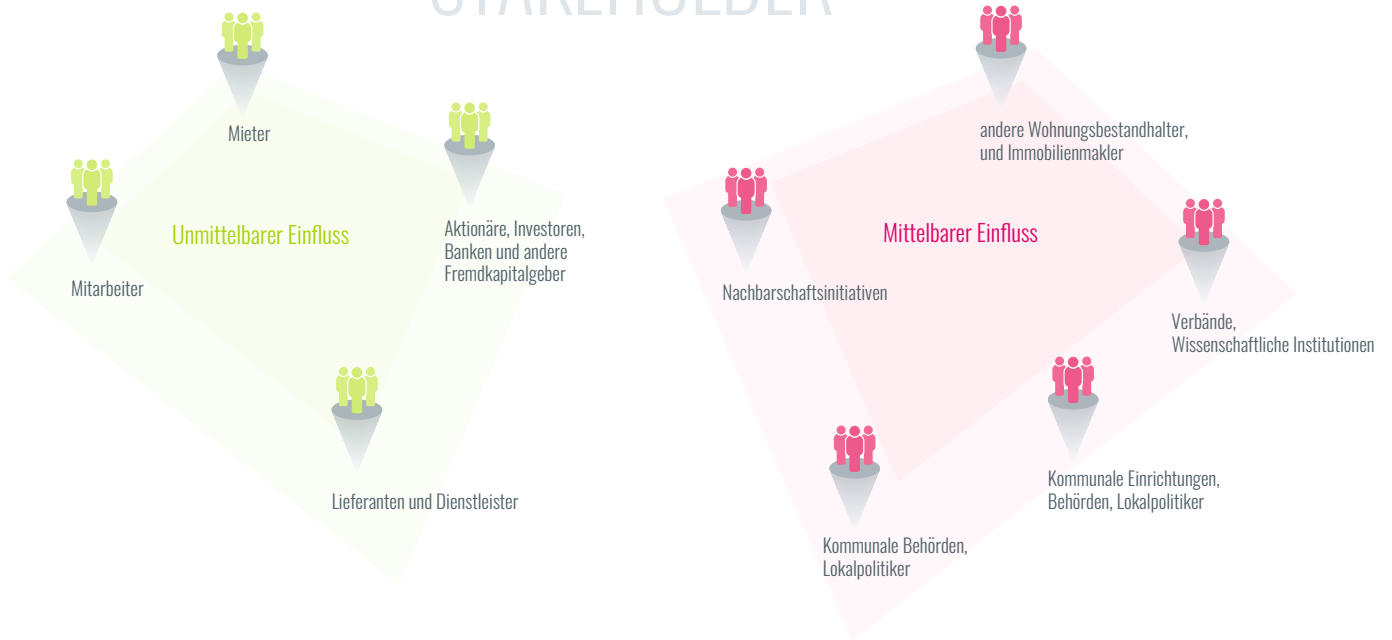 STAKEHOLDER
Mieter
Mitarbeiter
Unmittelbarer Einfluss
Aktionäre, Investoren,
Banken und andere
Fremdkapitalgeber
Lieferanten und Dienstleister
andere Wohnungsbestandhalter,
und Immobilienmakler
Mittelbarer Einfluss
Nachbarschaftsinitiativen
Verbände,
Wissenschaftliche Institutionen
Kommunale Einrichtungen,
Behörden, Lokalpolitiker
Kommunale Behörden,
Lokalpolitiker